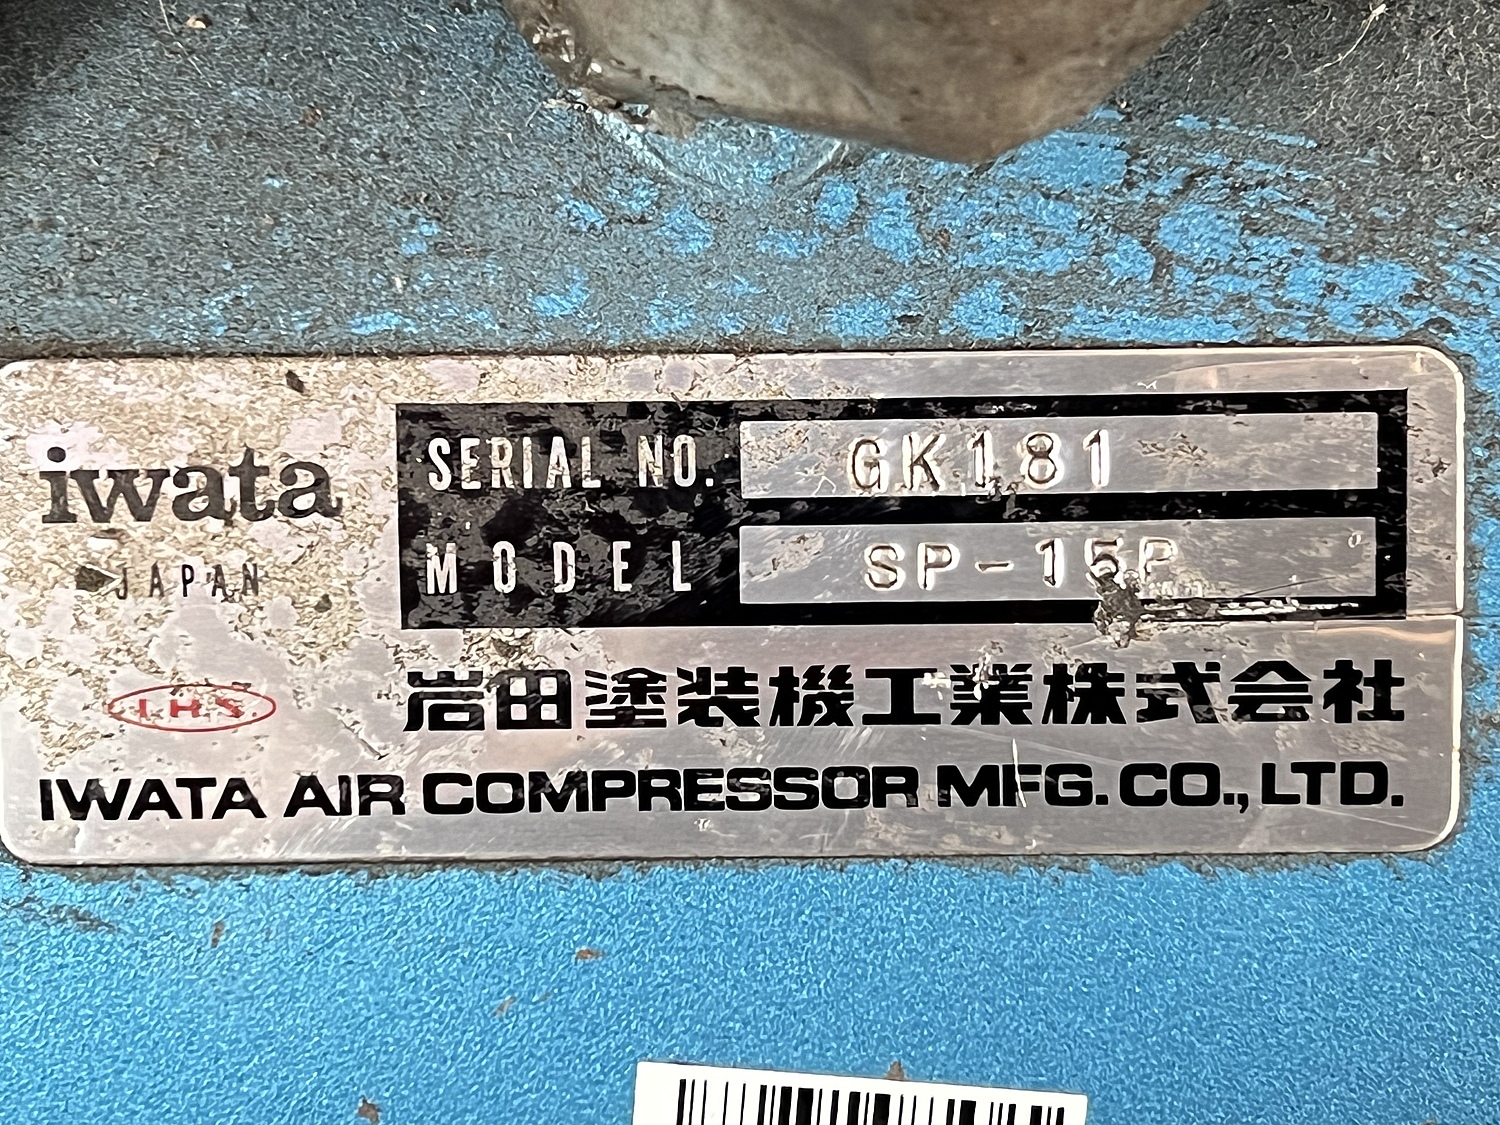 iwata
JAPAN
SERIAL NO. GK181
MODEL SP-15P
I.H.S
岩田塗装機工業株式会社
IWATA AIR COMPRESSOR MFG. CO., LTD.